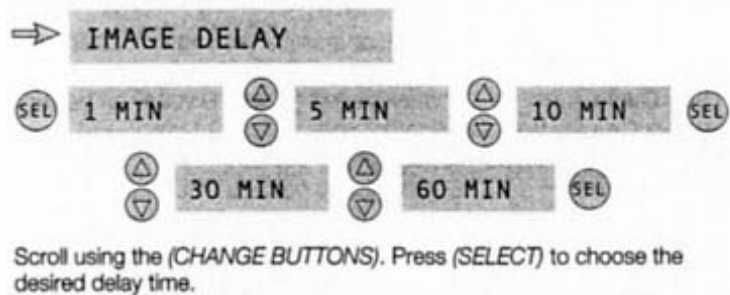 IMAGE DELAY
SEL 1 MIN 5 MIN 10 MIN SEL
30 MIN 60 MIN SEL
Scroll using the (CHANGE BUTTONS). Press (SELECT) to choose the
desired delay time.